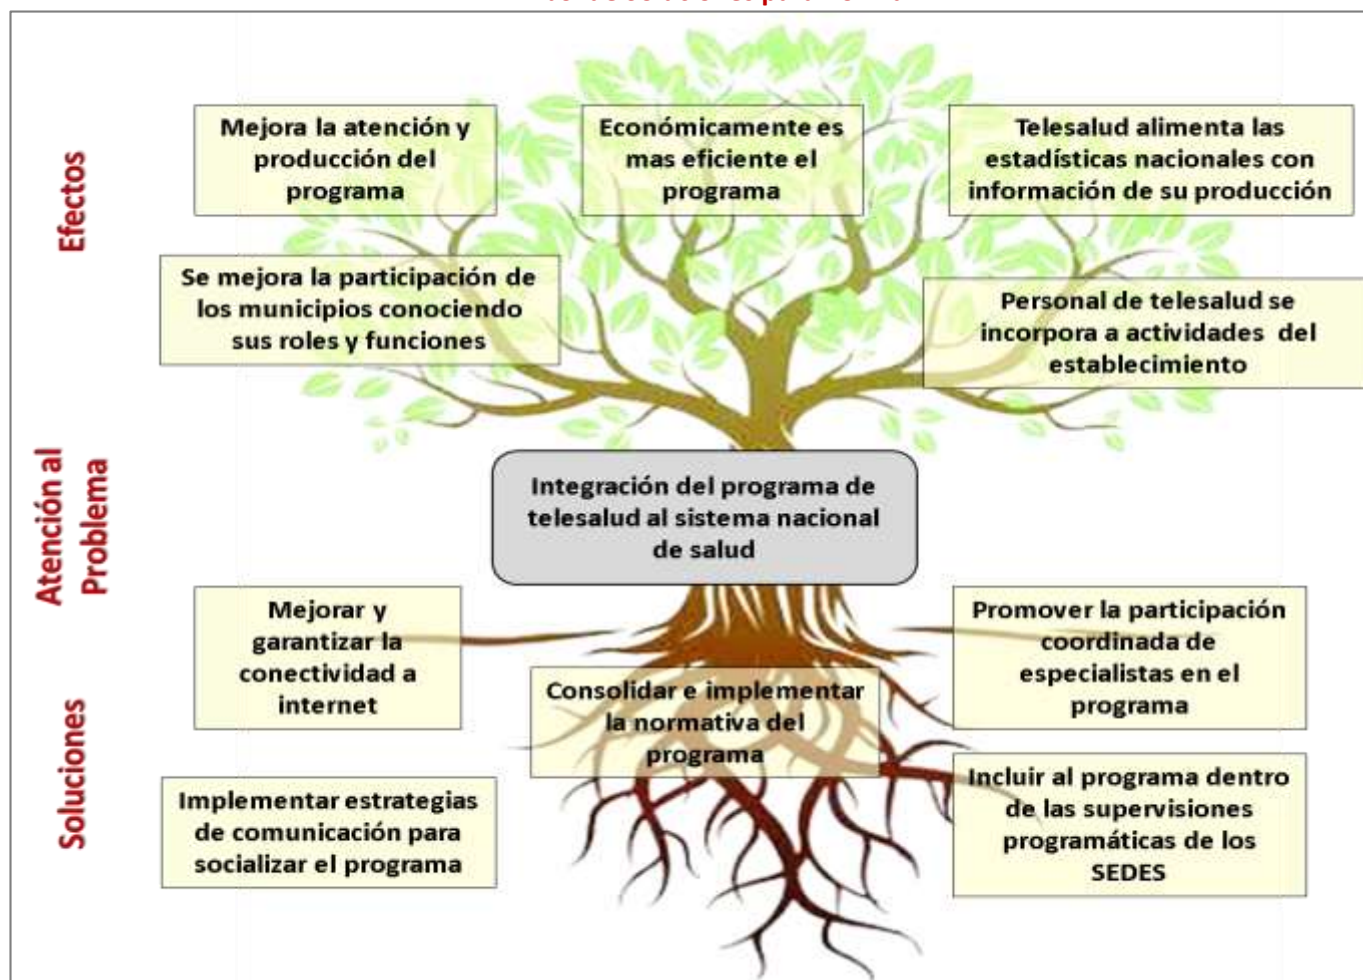 Efectos
Mejora la atención y
producción del
programa
Económicamente es
mas eficiente el
programa
Telesalud alimenta las
estadísticas nacionales con
información de su producción
Se mejora la participación de
los municipios conociendo
sus roles y funciones
Personal de telesalud se
incorpora a actividades del
establecimiento
Atención al
Problema
Integración del programa de
telesalud al sistema nacional
de salud
Soluciones
Mejorar y
garantizar la
conectividad a
internet
Consolidar e implementar
la normativa del
programa
Promover la participación
coordinada de
especialistas en el
programa
Implementar estrategias
de comunicación para
socializar el programa
Incluir al programa dentro
de las supervisiones
programáticas de los
SEDES